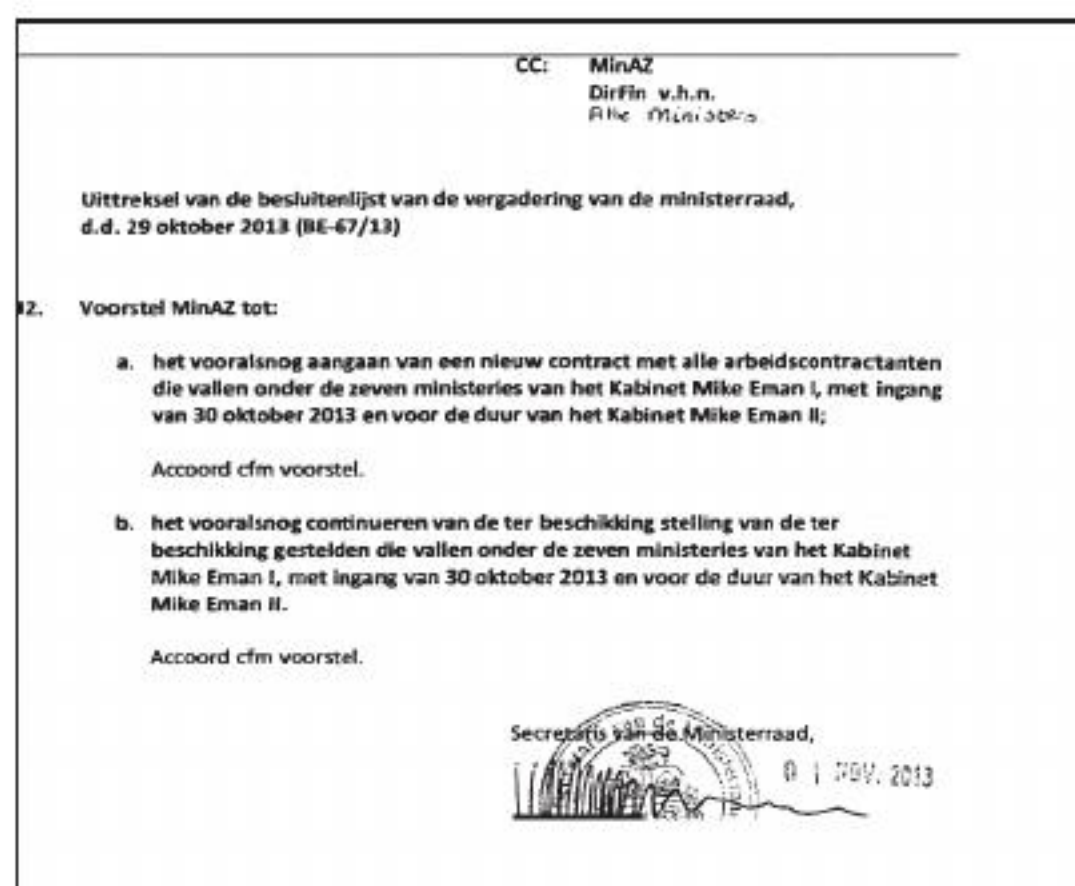 CC: MinAZ
DirFin v.h.n.
Alle Ministers
Uittreksel van de besluitenlijst van de vergadering van de ministerraad,
d.d. 29 oktober 2013 (BE-67/13)
12. Voorstel MinAZ tot:
a. het vooralsnog aangaan van een nieuw contract met alle arbeidscontractanten
die vallen onder de zeven ministeries van het Kabinet Mike Eman I, met ingang
van 30 oktober 2013 en voor de duur van het Kabinet Mike Eman II;
Accoord cfm voorstel.
b. het vooralsnog continueren van de ter beschikking stelling van de ter
beschikking gestelden die vallen onder de zeven ministeries van het Kabinet
Mike Eman I, met ingang van 30 oktober 2013 en voor de duur van het Kabinet
Mike Eman II.
Accoord cfm voorstel.
Secretaris van de Ministerraad,
0 1 NOV. 2013